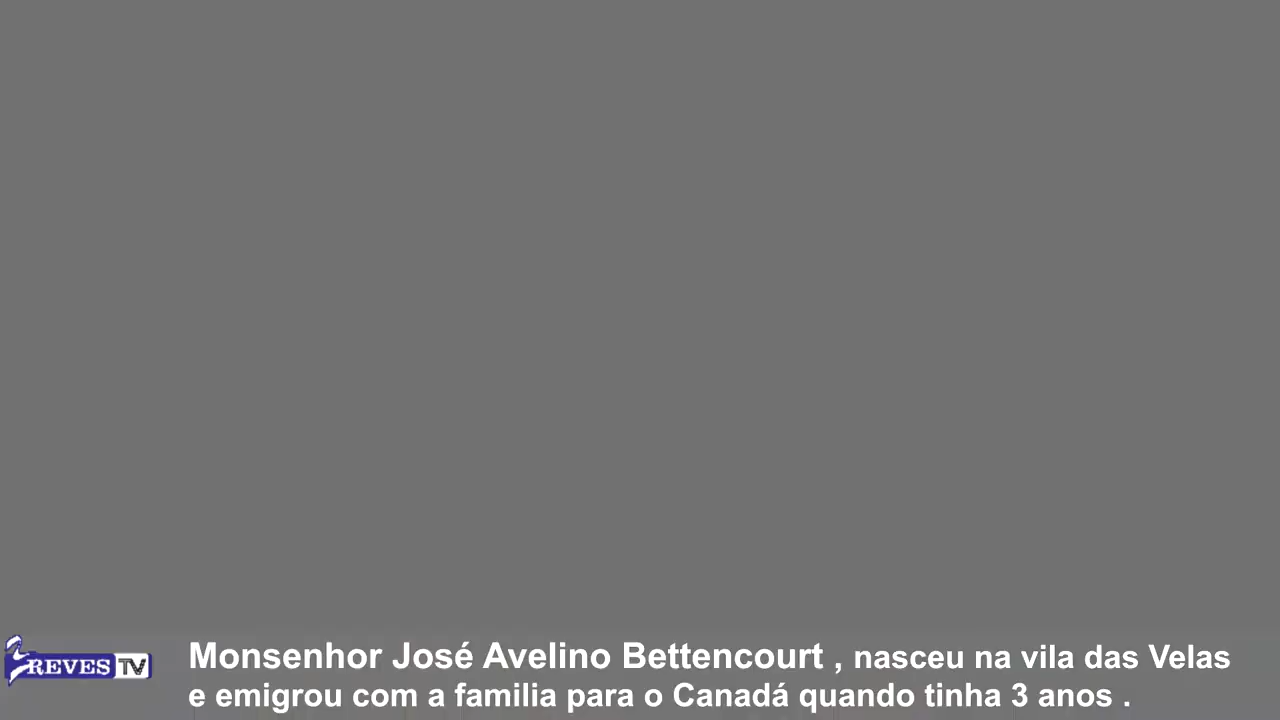 Monsenhor José Avelino Bettencourt , nasceu na vila das Velas
e emigrou com a familia para o Canadá quando tinha 3 anos .
REVES TV